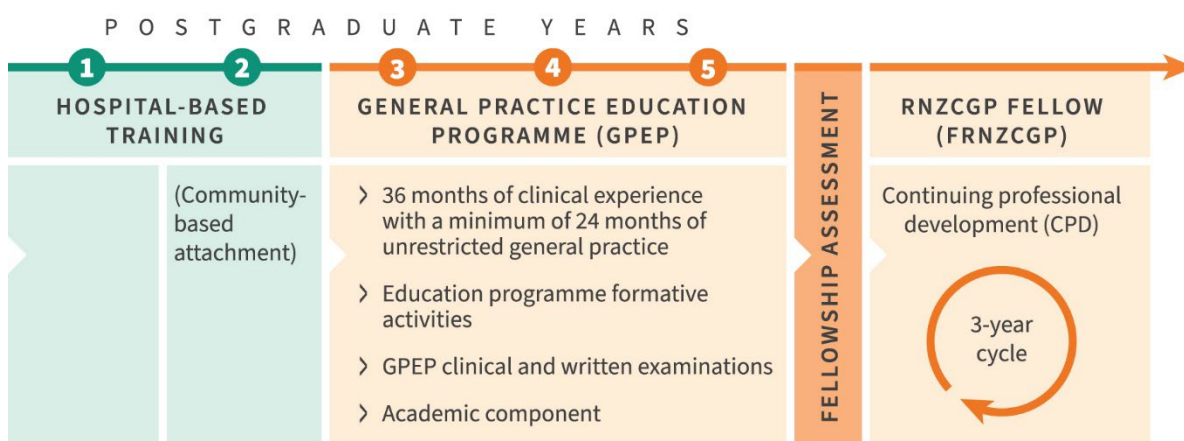 POSTGRADUATE YEARS
1 2 3 4 5
HOSPITAL-BASED
TRAINING
(Community-
based
attachment)
GENERAL PRACTICE EDUCATION
PROGRAMME (GPEP)
> 36 months of clinical experience
with a minimum of 24 months of
unrestricted general practice
> Education programme formative
activities
> GPEP clinical and written examinations
> Academic component
FELLOWSHIP ASSESSMENT
RNZCGP FELLOW
(FRNZCGP)
Continuing professional
development (CPD)
3-year
cycle